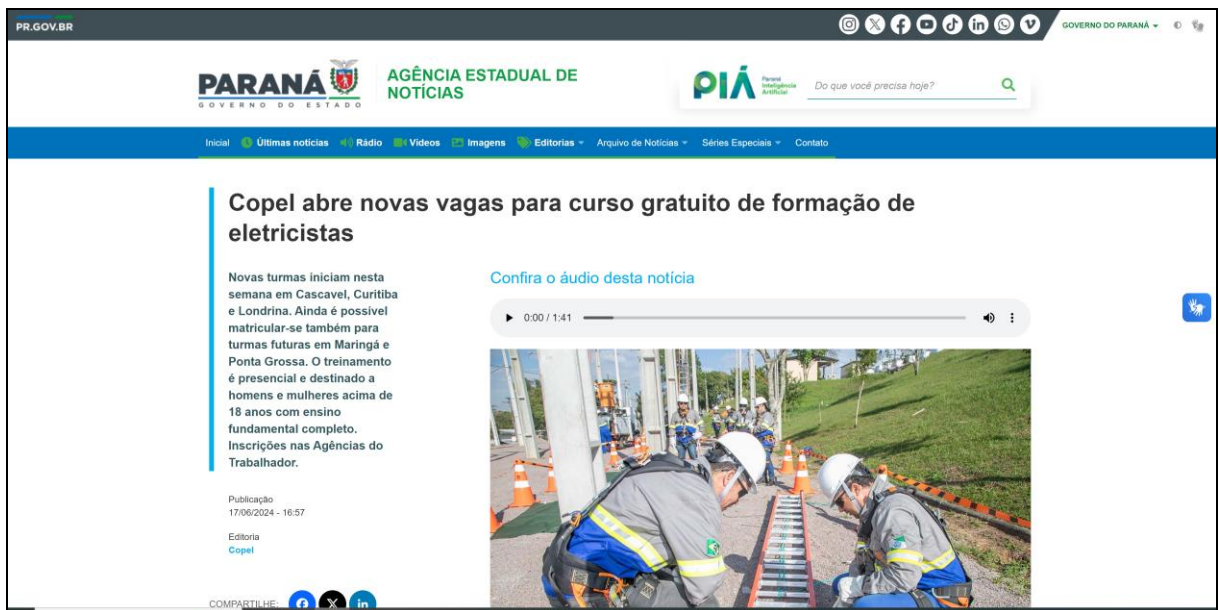 PR.GOV.BR
GOVERNO DO PARANÁ
PARANÁ
GOVERNO DO ESTADO
AGÊNCIA ESTADUAL DE
NOTÍCIAS
PIÁ
Paraná
Inteligência
Artificial
Do que você precisa hoje?
Inicial Últimas notícias Rádio Vídeos Imagens Editorias Arquivo de Notícias Séries Especiais Contato
Copel abre novas vagas para curso gratuito de formação de
eletricistas
Novas turmas iniciam nesta
semana em Cascavel, Curitiba
e Londrina. Ainda é possível
matricular-se também para
turmas futuras em Maringá e
Ponta Grossa. O treinamento
é presencial e destinado a
homens e mulheres acima de
18 anos com ensino
fundamental completo.
Inscrições nas Agências do
Trabalhador.
Publicação
17/06/2024 - 16:57
Editoria
Copel
COMPARTILHE:
Confira o áudio desta notícia
0:00 / 1:41